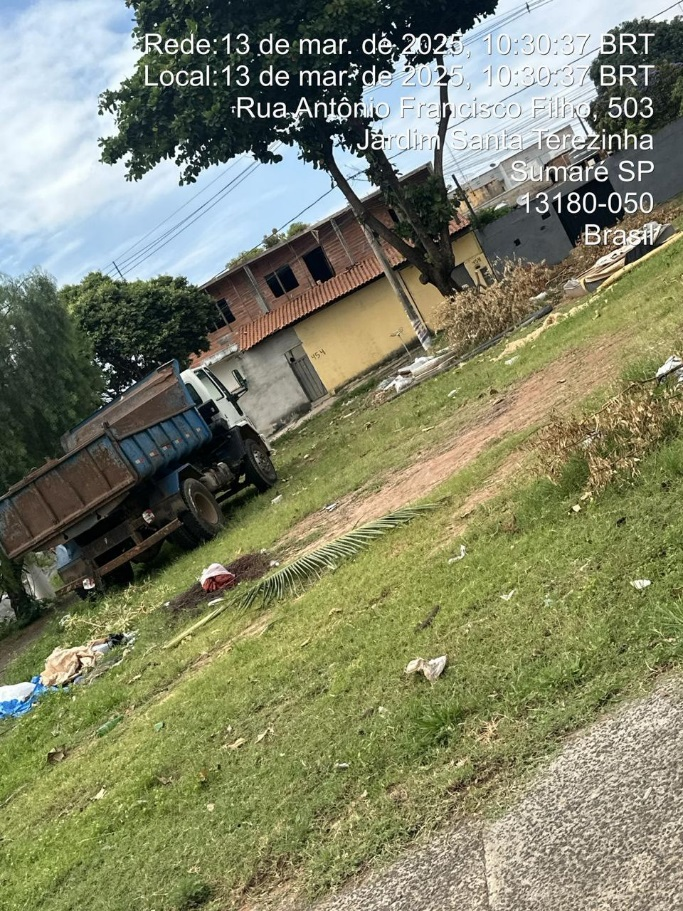 Rede:13 de mar. de 2025, 10:30:37 BRT
Local:13 de mar. de 2025, 10:30:37 BRT
Rua Antônio Francisco Filho, 503
Jardim Santa Terezinha
Sumaré SP
13180-050
Brasil
454